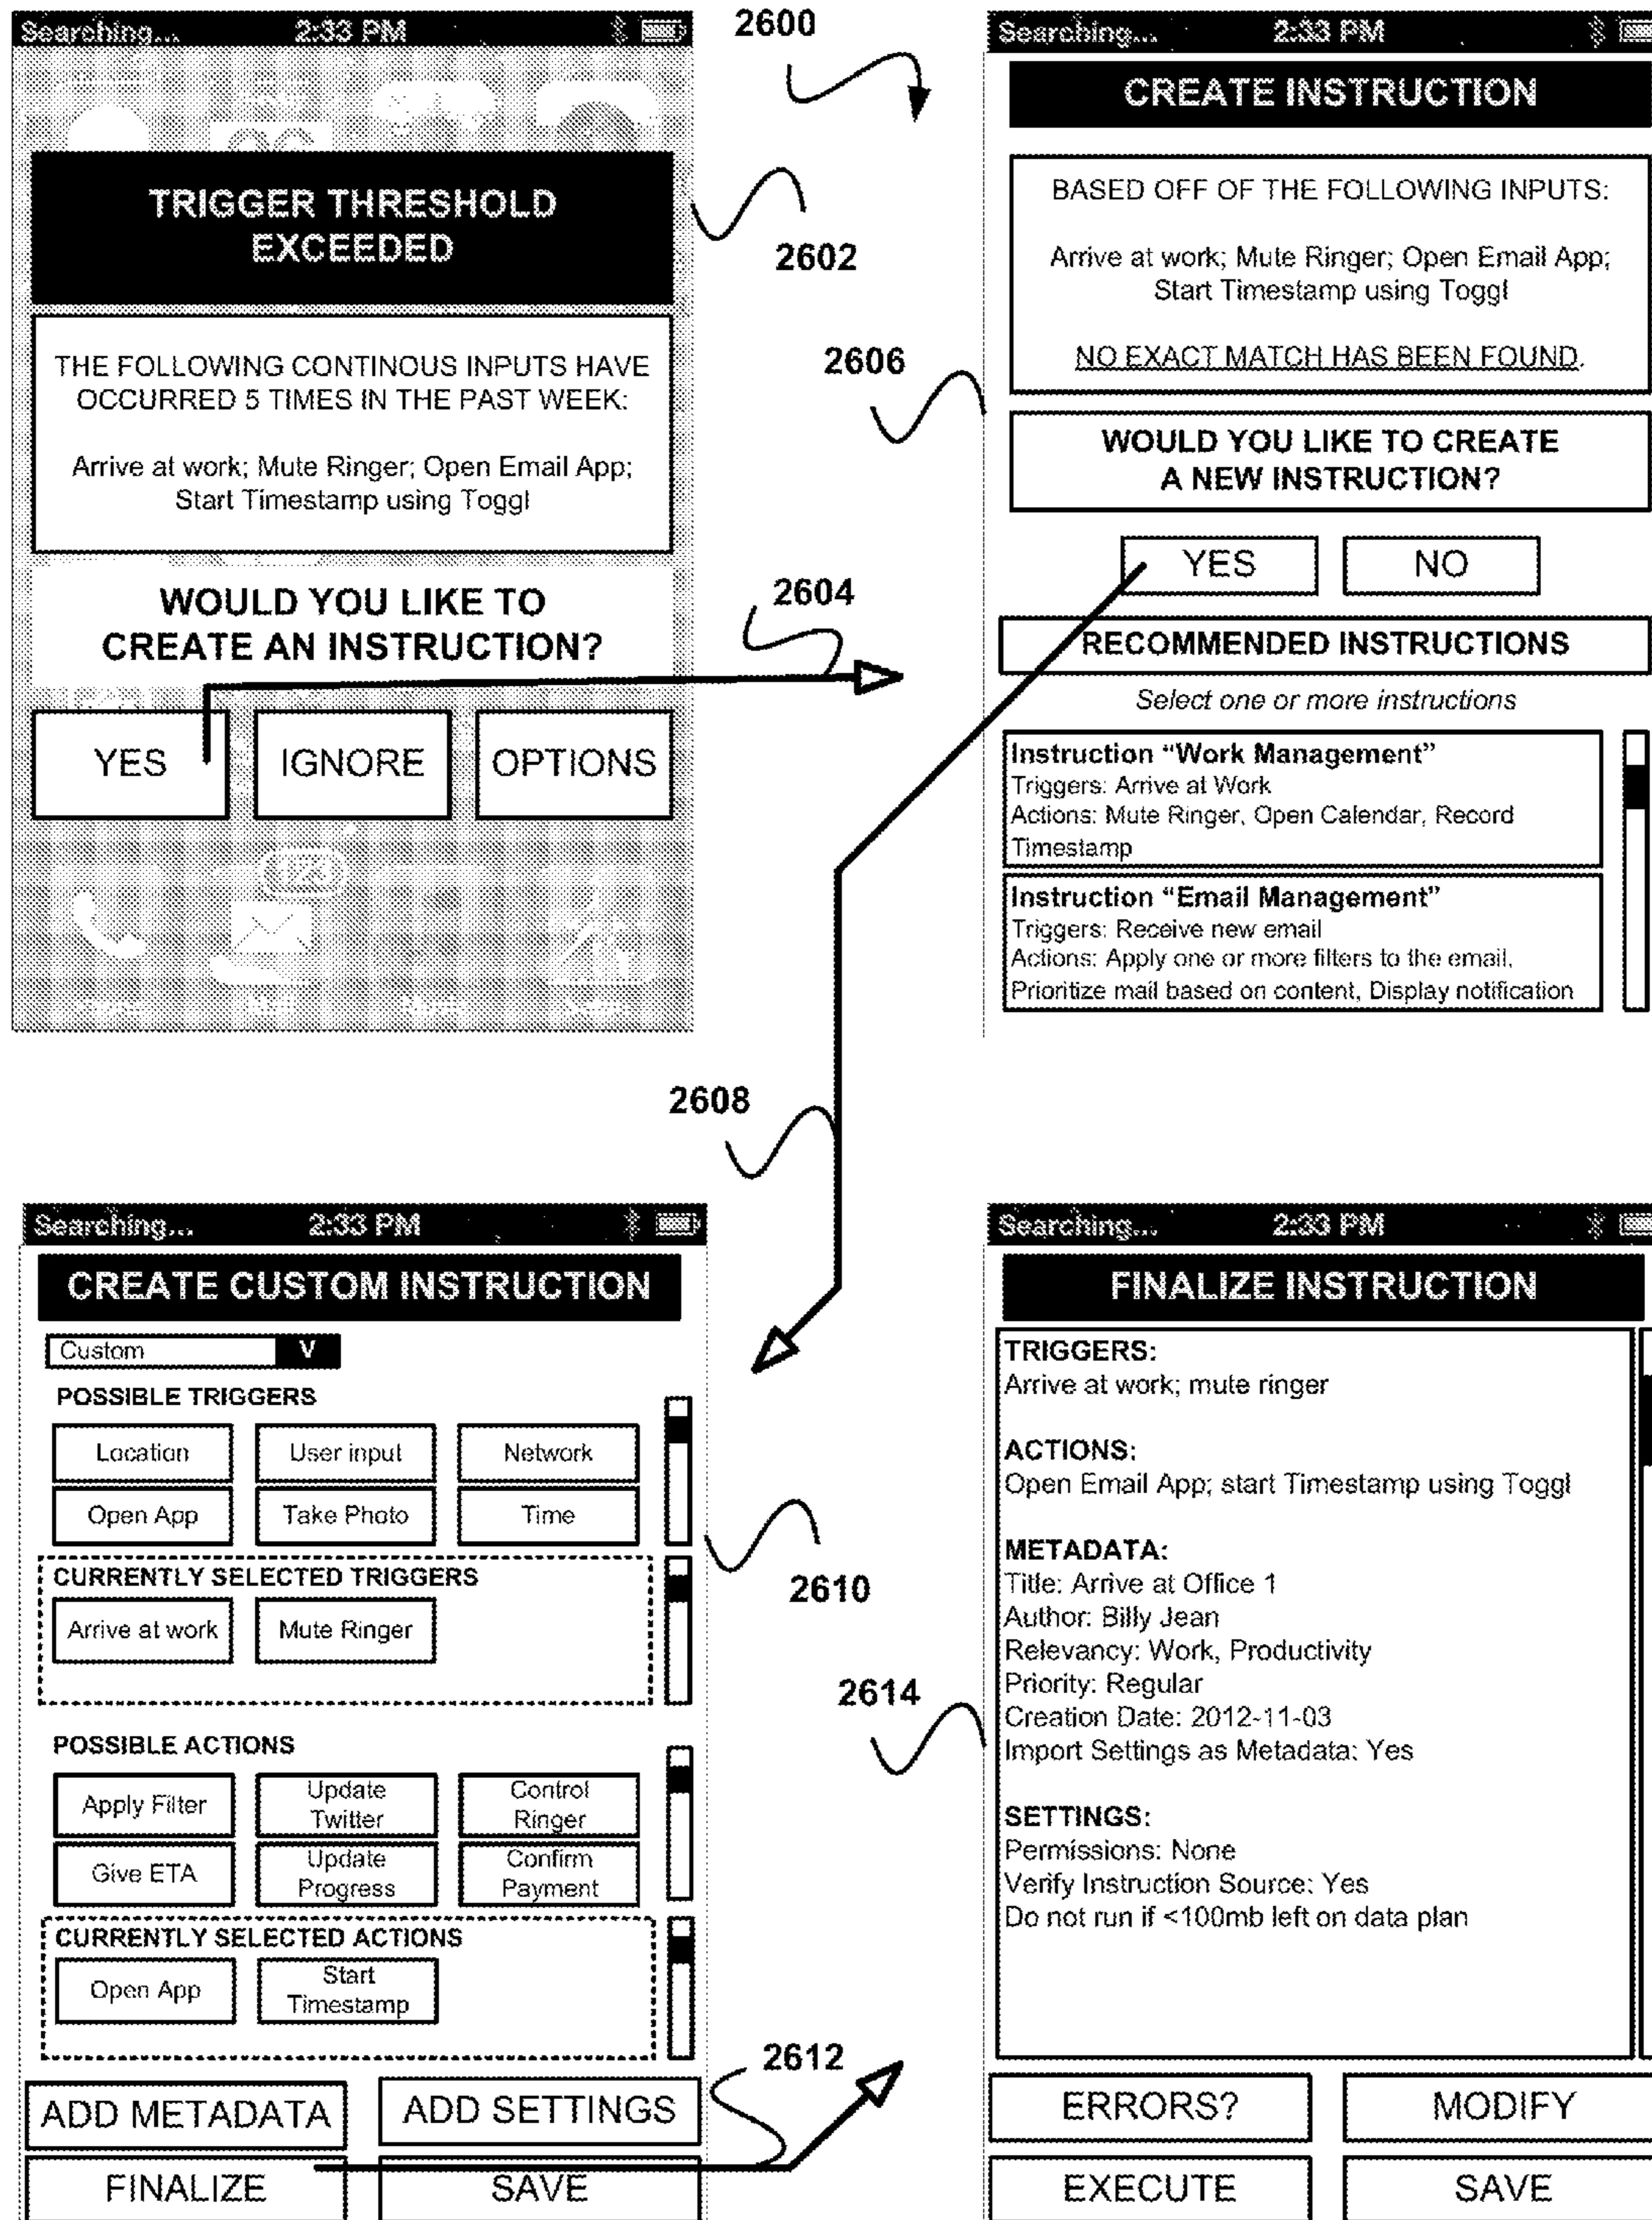 Searching... 2:33 PM
TRIGGER THRESHOLD
EXCEEDED
THE FOLLOWING CONTINOUS INPUTS HAVE
OCCURRED 5 TIMES IN THE PAST WEEK:
Arrive at work; Mute Ringer; Open Email App;
Start Timestamp using Toggl
WOULD YOU LIKE TO
CREATE AN INSTRUCTION?
YES IGNORE OPTIONS
123
2600
2602
2604
Searching... 2:33 PM
CREATE INSTRUCTION
BASED OFF OF THE FOLLOWING INPUTS:
Arrive at work; Mute Ringer; Open Email App;
Start Timestamp using Toggl
NO EXACT MATCH HAS BEEN FOUND.
WOULD YOU LIKE TO CREATE
A NEW INSTRUCTION?
YES NO
RECOMMENDED INSTRUCTIONS
Select one or more instructions
Instruction “Work Management”
Triggers: Arrive at Work
Actions: Mute Ringer, Open Calendar, Record
Timestamp
Instruction “Email Management”
Triggers: Receive new email
Actions: Apply one or more filters to the email,
Prioritize mail based on content, Display notification
2606
2608
Searching... 2:33 PM
CREATE CUSTOM INSTRUCTION
Custom V
POSSIBLE TRIGGERS
Location User input Network
Open App Take Photo Time
CURRENTLY SELECTED TRIGGERS
Arrive at work Mute Ringer
POSSIBLE ACTIONS
Apply Filter Update Control
Twitter Ringer
Give ETA Update Confirm
Progress Payment
CURRENTLY SELECTED ACTIONS
Open App Start
Timestamp
ADD METADATA ADD SETTINGS
FINALIZE SAVE
2610
2612
Searching... 2:33 PM
FINALIZE INSTRUCTION
TRIGGERS:
Arrive at work; mute ringer
ACTIONS:
Open Email App; start Timestamp using Toggl
METADATA:
Title: Arrive at Office 1
Author: Billy Jean
Relevancy: Work, Productivity
Priority: Regular
Creation Date: 2012-11-03
Import Settings as Metadata: Yes
SETTINGS:
Permissions: None
Verify Instruction Source: Yes
Do not run if <100mb left on data plan
ERRORS? MODIFY
EXECUTE SAVE
2614